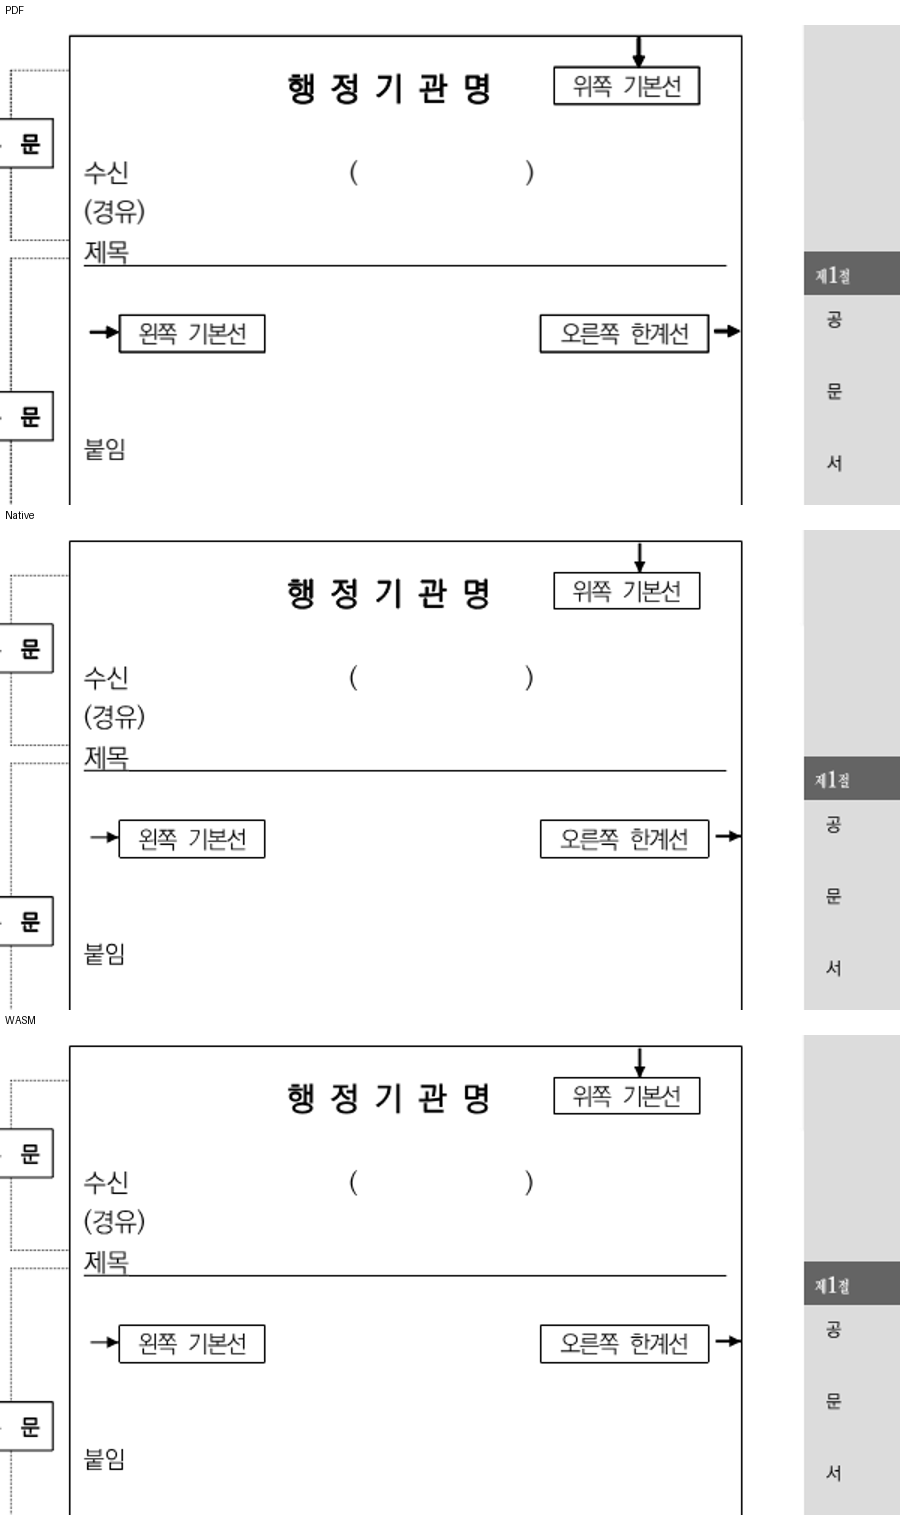 PDF
행 정 기 관 명
위쪽 기본선
문
수신 ( )
(경유)
제목
제1절
왼쪽 기본선
오른쪽 한계선
공
문
서
문
붙임
Native
행 정 기 관 명
위쪽 기본선
문
수신 ( )
(경유)
제목
제1절
왼쪽 기본선
오른쪽 한계선
공
문
서
문
붙임
WASM
행 정 기 관 명
위쪽 기본선
문
수신 ( )
(경유)
제목
제1절
왼쪽 기본선
오른쪽 한계선
공
문
서
문
붙임